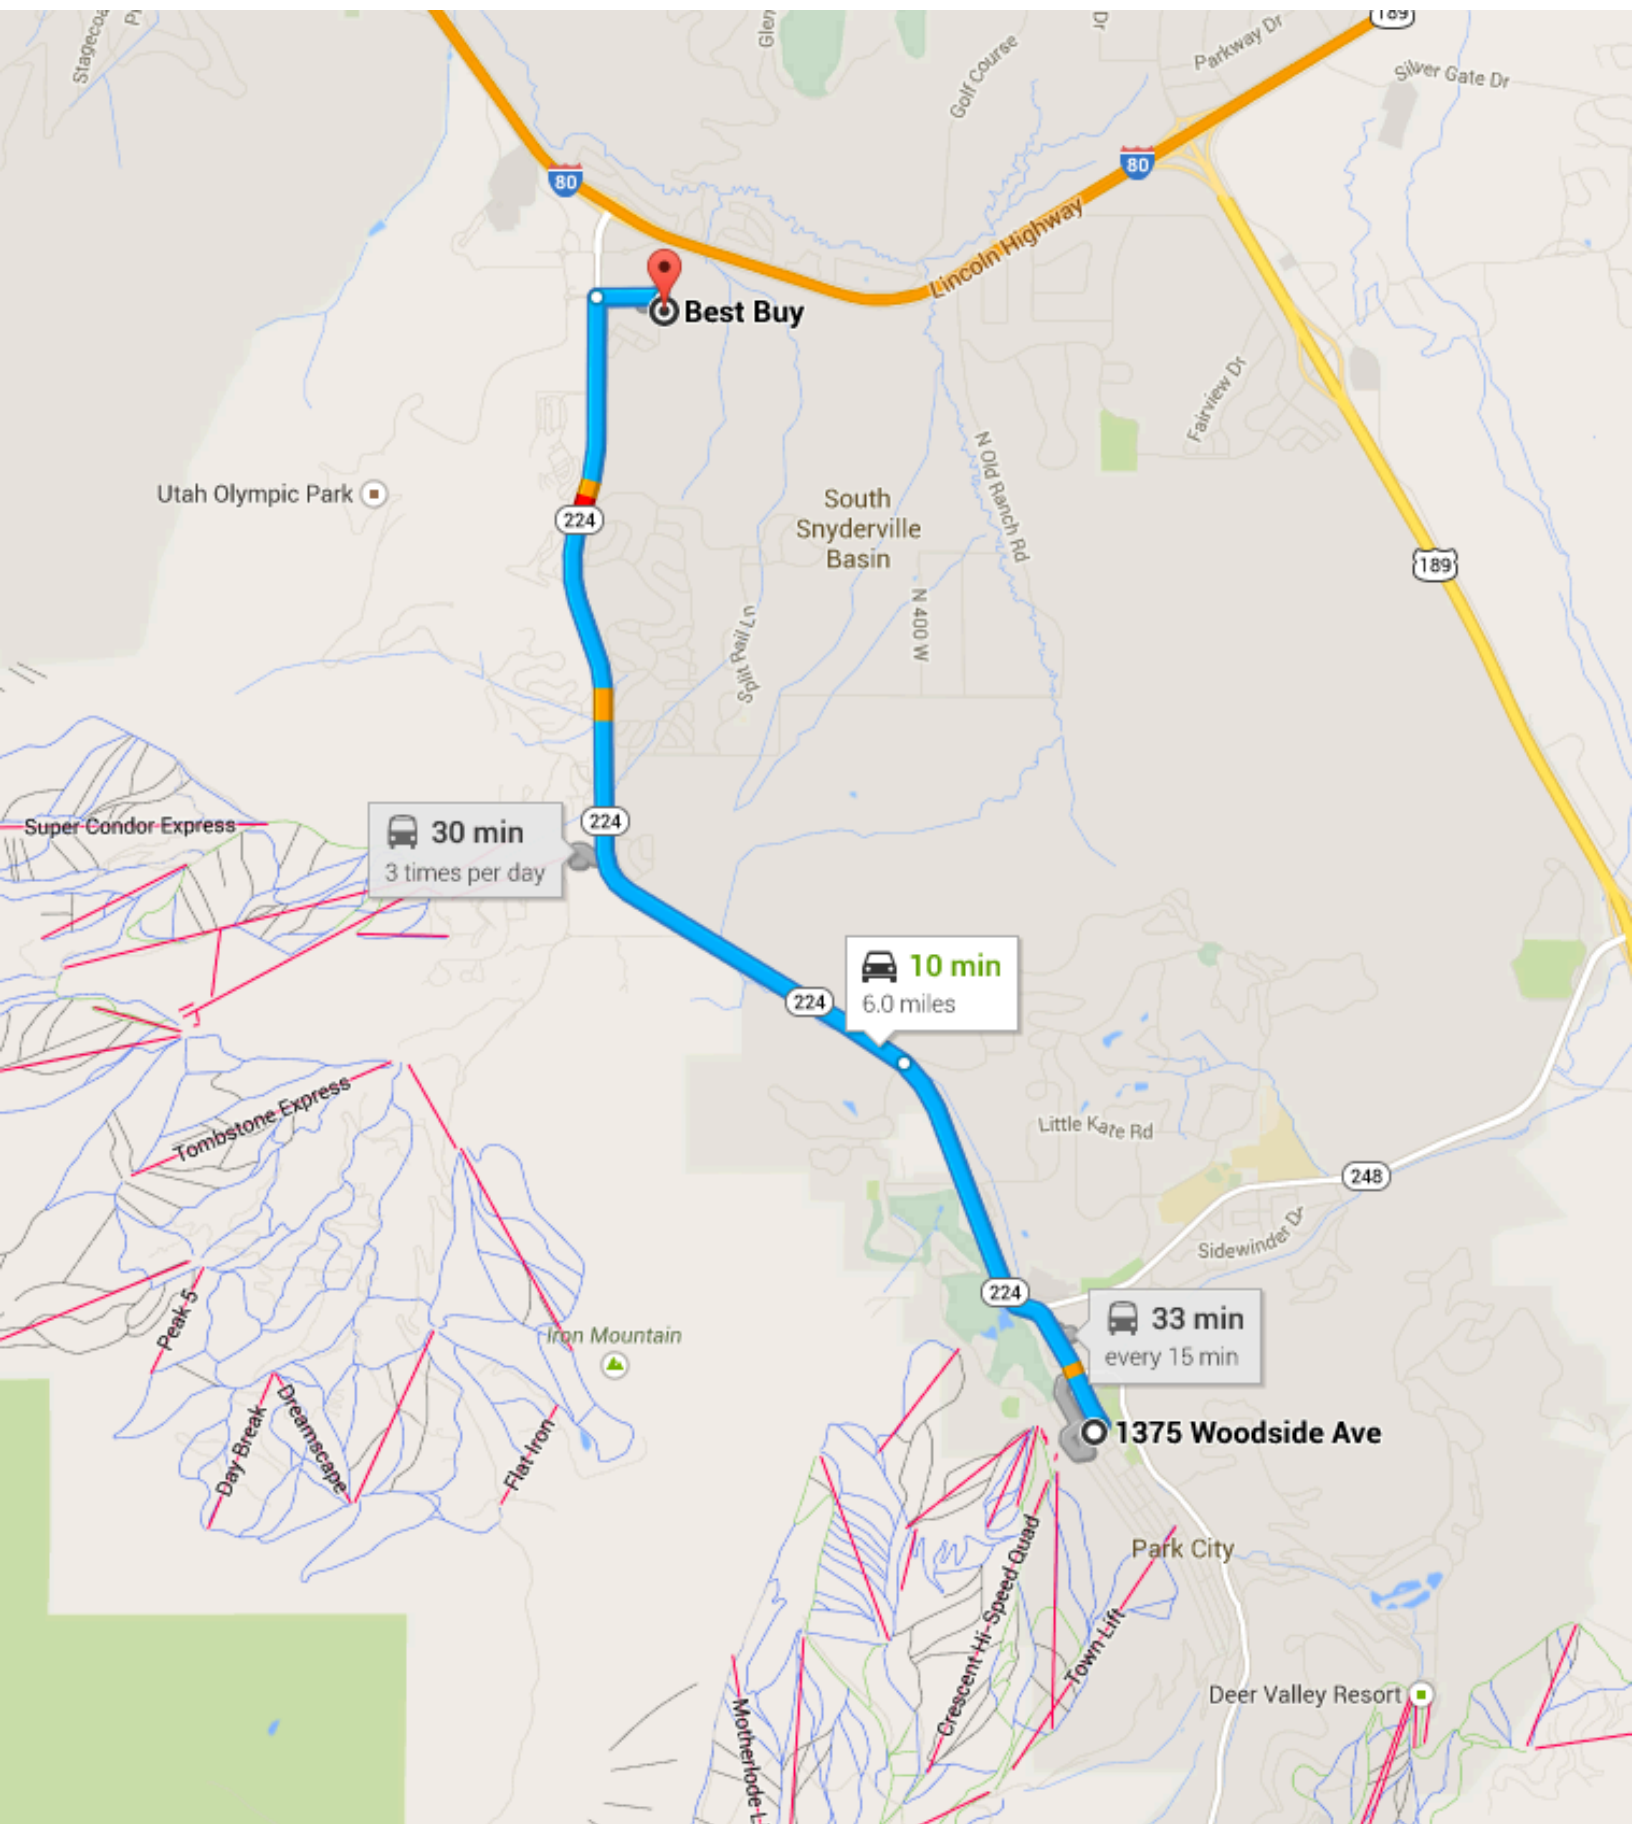 Glen
Dr
189
Parkway Dr
Golf Course
Silver Gate Dr
80
80
Lincoln Highway
Best Buy
Fairview Dr
Utah Olympic Park
224
South
Snyderville
Basin
N Old Ranch Rd
189
N 400 W
Split Rail Ln
Super Condor Express
30 min
3 times per day
224
10 min
6.0 miles
224
Tombstone Express
Little Kate Rd
248
Sidewinder Dr
224
Peak 5
33 min
every 15 min
Iron Mountain
Day Break
Dreamscape
Flat Iron
1375 Woodside Ave
Crescent Hi-Speed Quad
Park City
Town Lift
Deer Valley Resort
Motherlode L